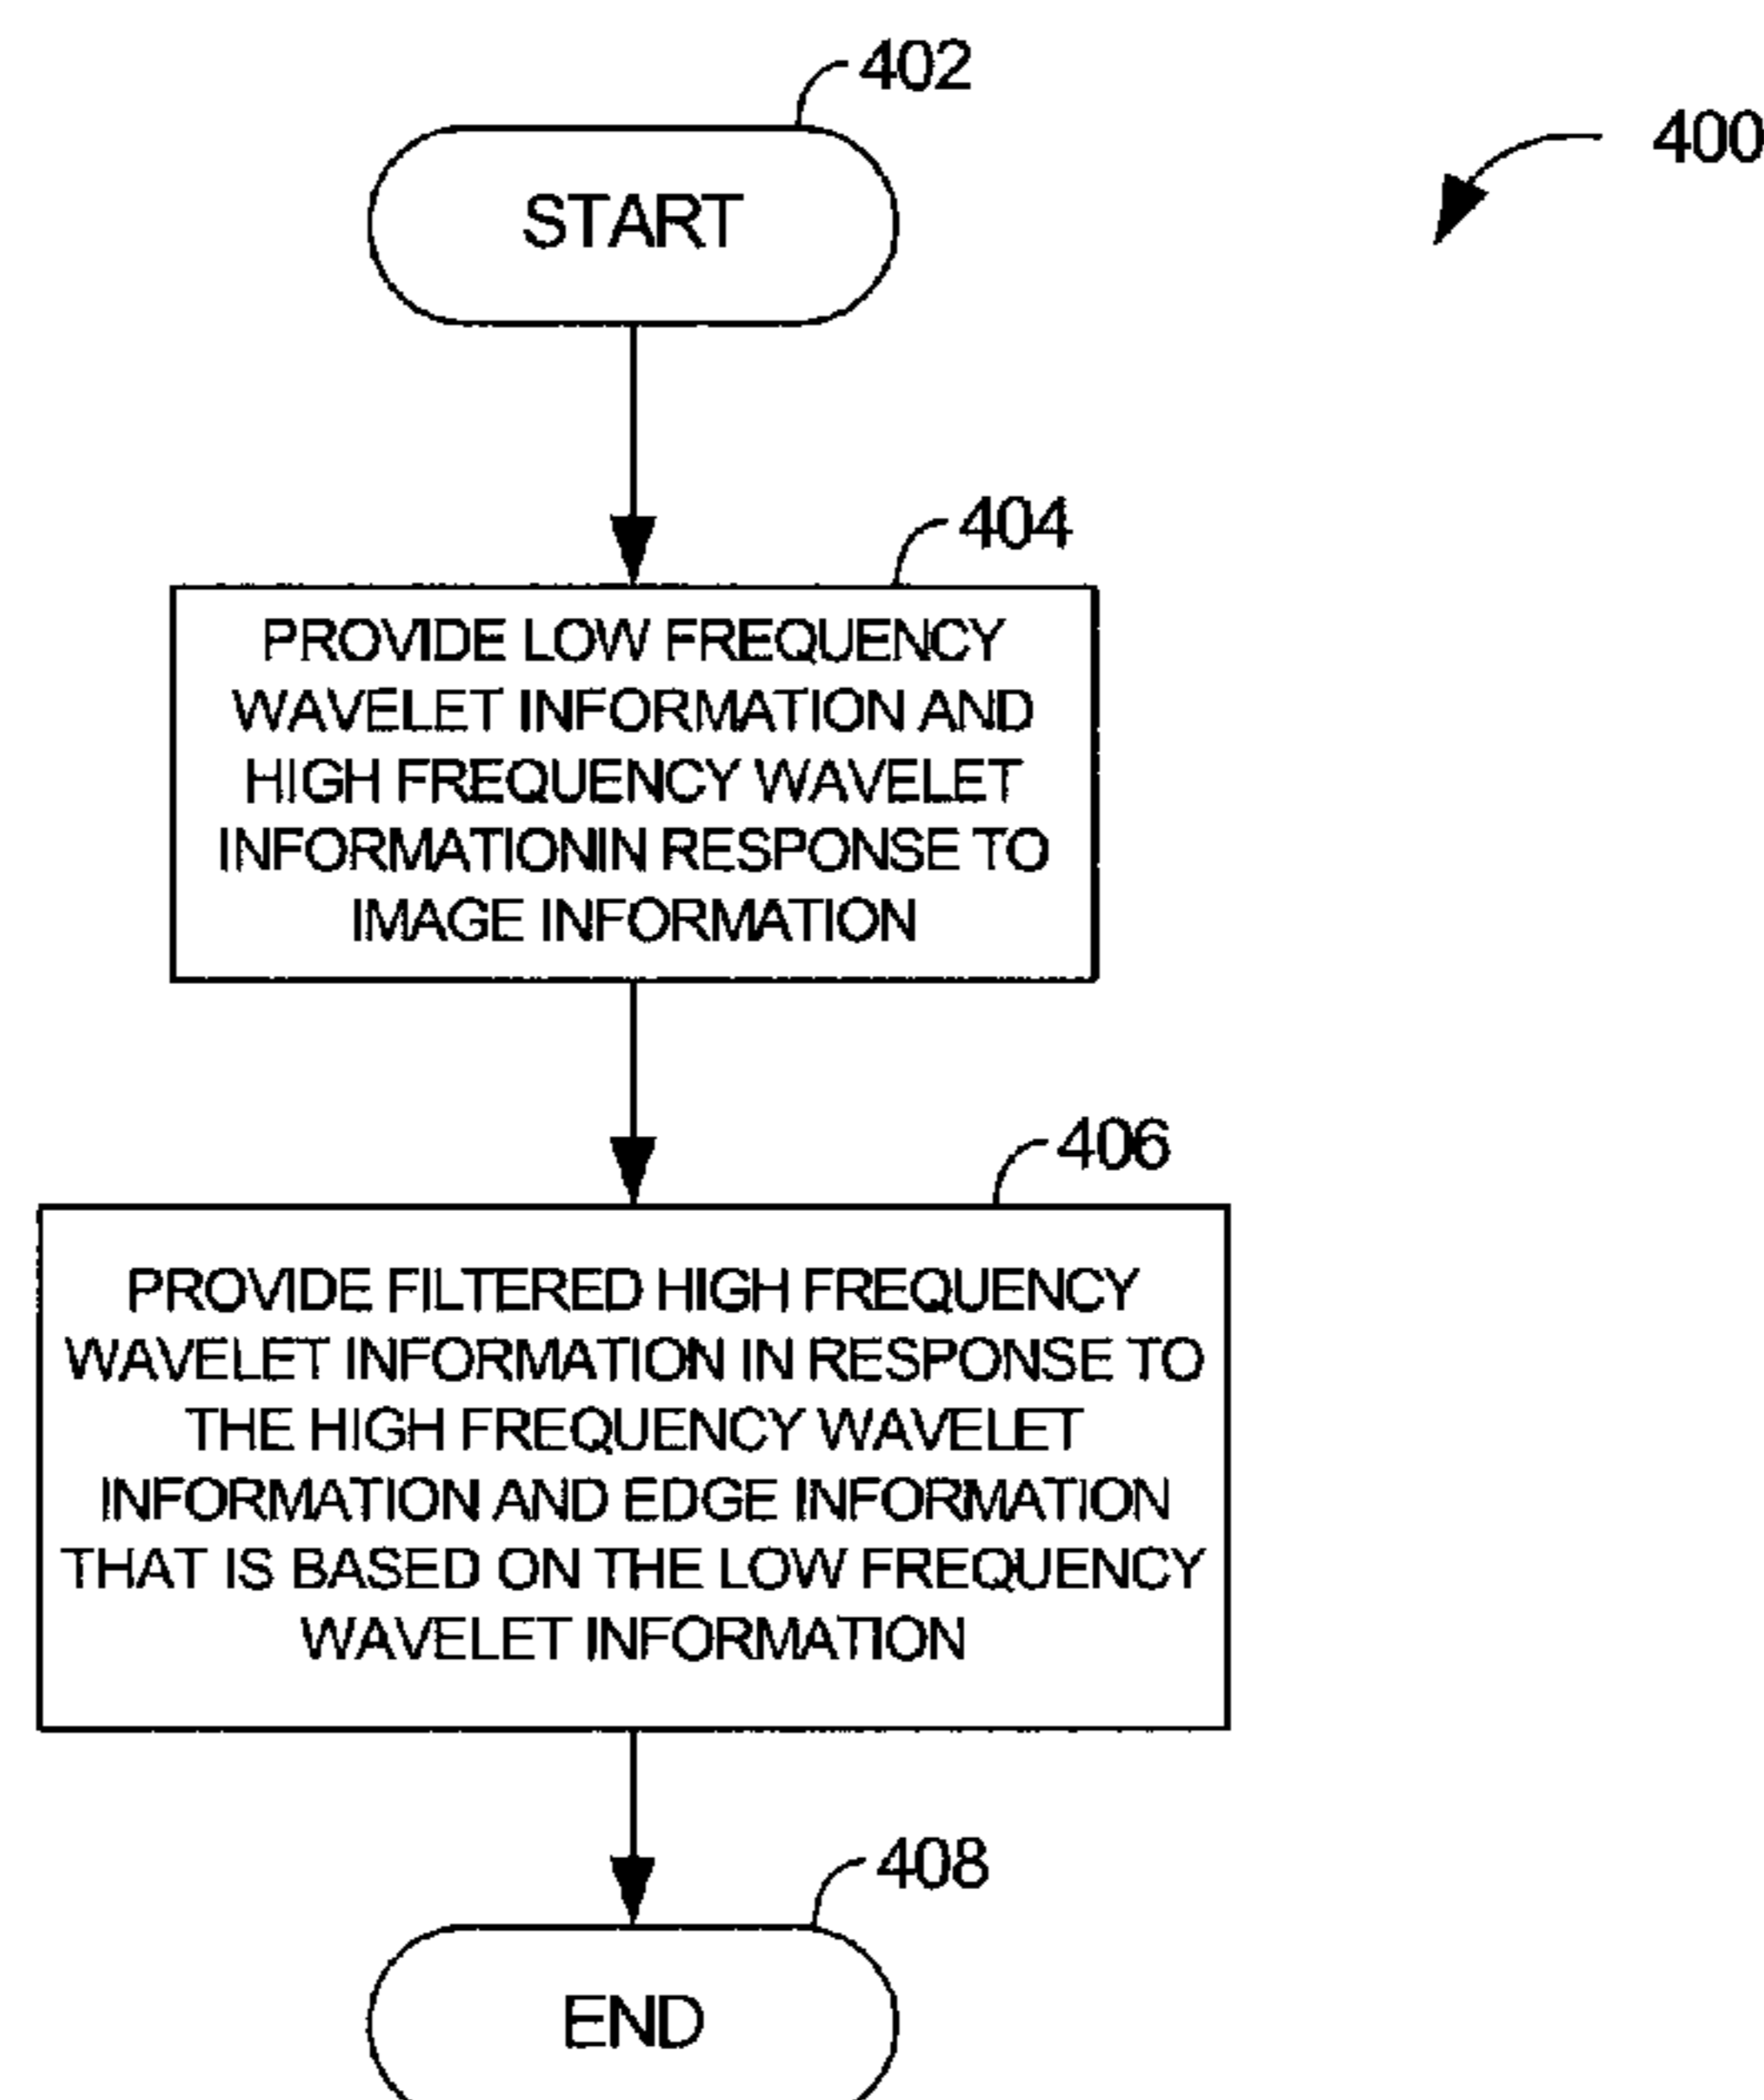 402
400
START
404
PROVIDE LOW FREQUENCY
WAVELET INFORMATION AND
HIGH FREQUENCY WAVELET
INFORMATIONIN RESPONSE TO
IMAGE INFORMATION
406
PROVIDE FILTERED HIGH FREQUENCY
WAVELET INFORMATION IN RESPONSE TO
THE HIGH FREQUENCY WAVELET
INFORMATION AND EDGE INFORMATION
THAT IS BASED ON THE LOW FREQUENCY
WAVELET INFORMATION
408
END